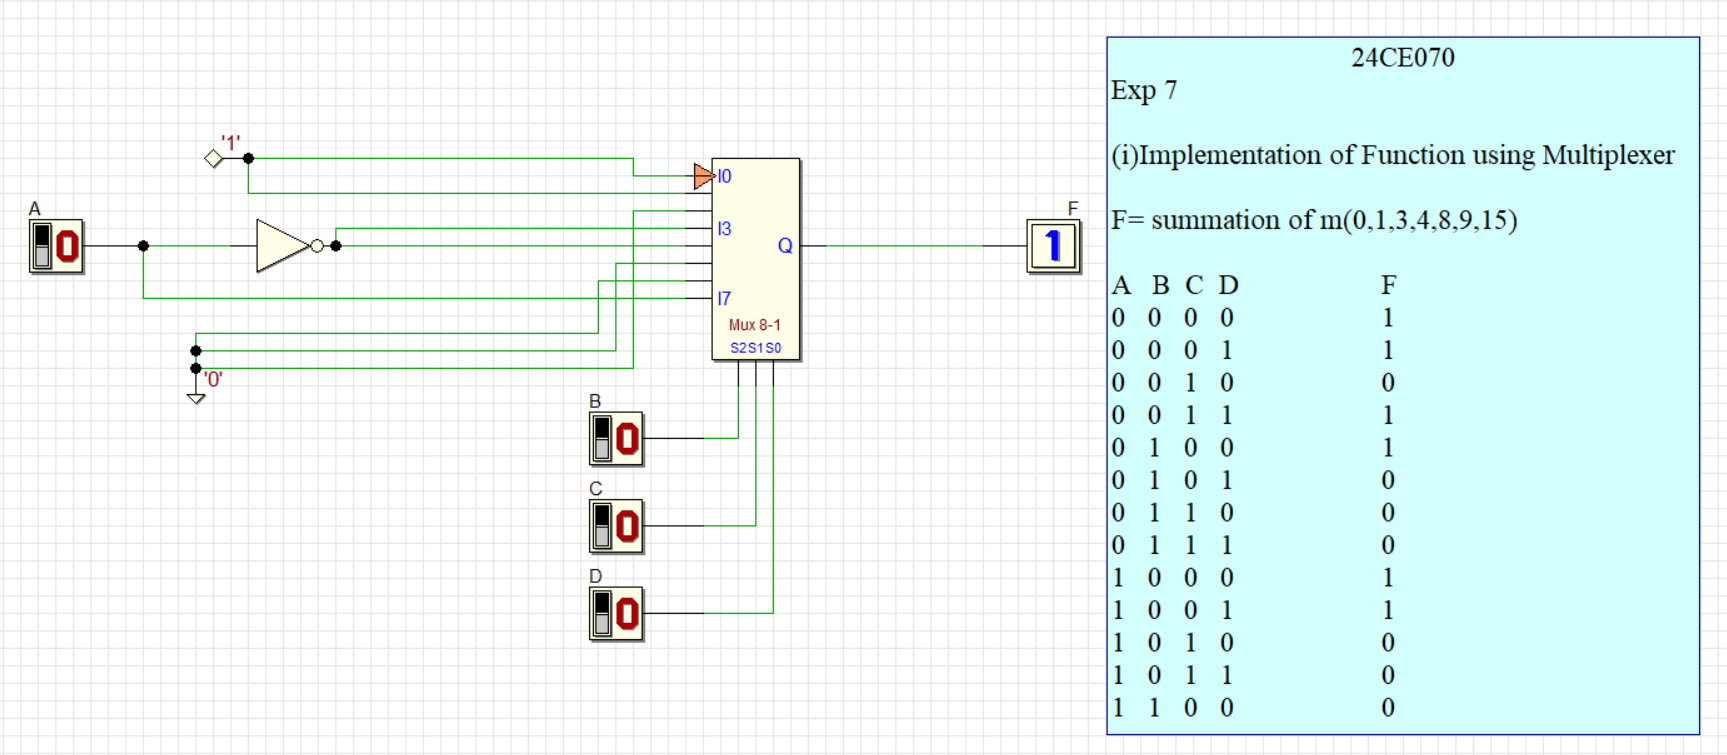 24CE070
Exp 7
(i)Implementation of Function using Multiplexer
F= summation of m(0,1,3,4,8,9,15)
A B C D F
0 0 0 0 1
0 0 0 1 1
0 0 1 0 0
0 0 1 1 1
0 1 0 0 1
0 1 0 1 0
0 1 1 0 0
0 1 1 1 0
1 0 0 0 1
1 0 0 1 1
1 0 1 0 0
1 0 1 1 0
1 1 0 0 0
'1'
I0
A
0
I3
Q
F
1
I7
Mux 8-1
S2S1S0
'0'
B
0
C
0
D
0